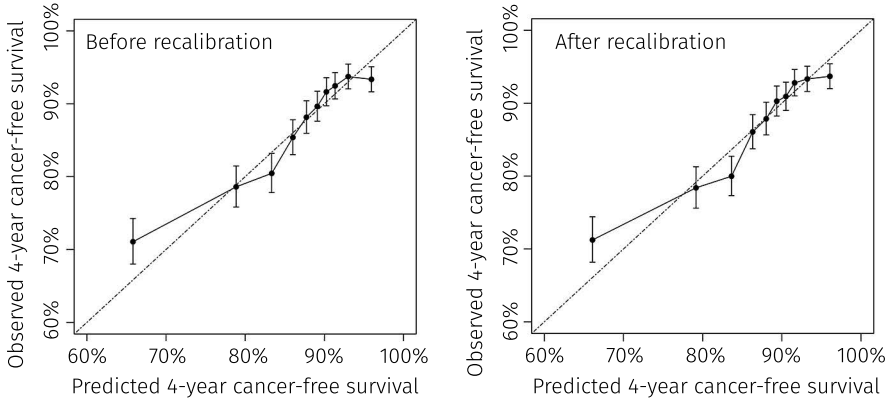 Before recalibration
Observed 4-year cancer-free survival
100%
90%
80%
70%
60%
60% 70% 80% 90% 100%
Predicted 4-year cancer-free survival
After recalibration
Observed 4-year cancer-free survival
100%
90%
80%
70%
60%
60% 70% 80% 90% 100%
Predicted 4-year cancer-free survival